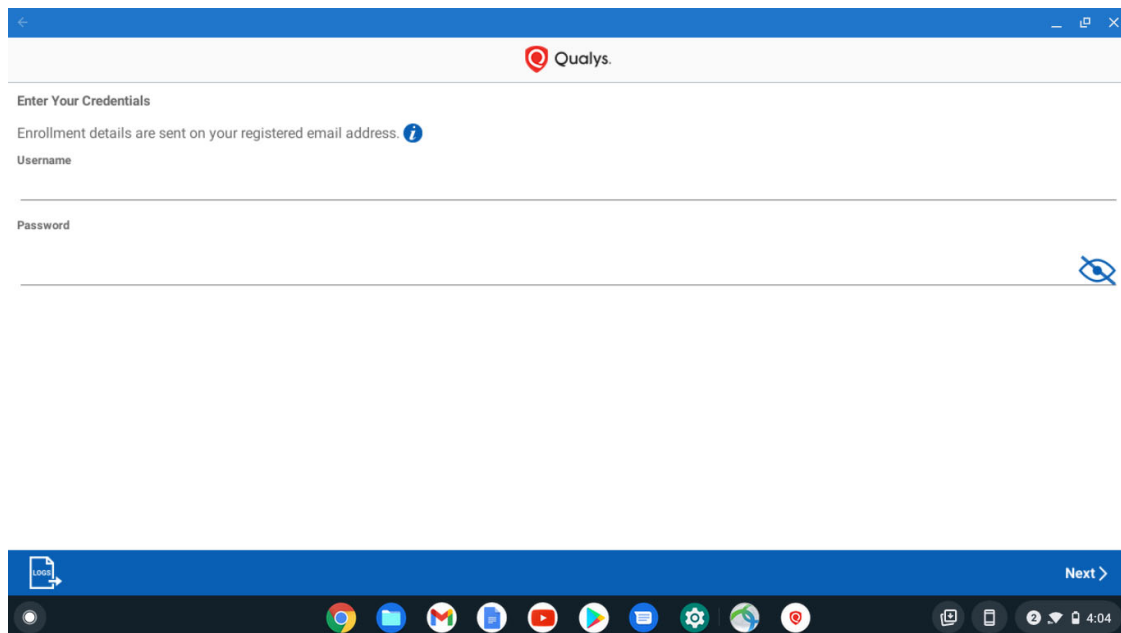 Qualys.
Enter Your Credentials
Enrollment details are sent on your registered email address. i
Username
Password
LOGS
Next >
2 4:04